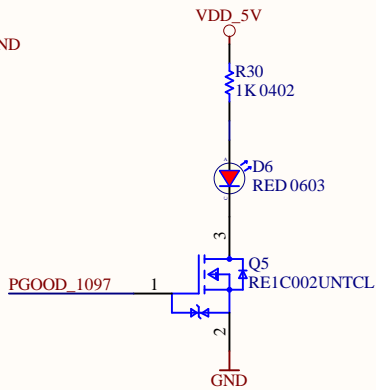 VDD_5V
ND
R30
1K 0402
A
D6
RED 0603
C
3
Q5
RE1C002UNTCL
PGOOD_1097
1
2
GND